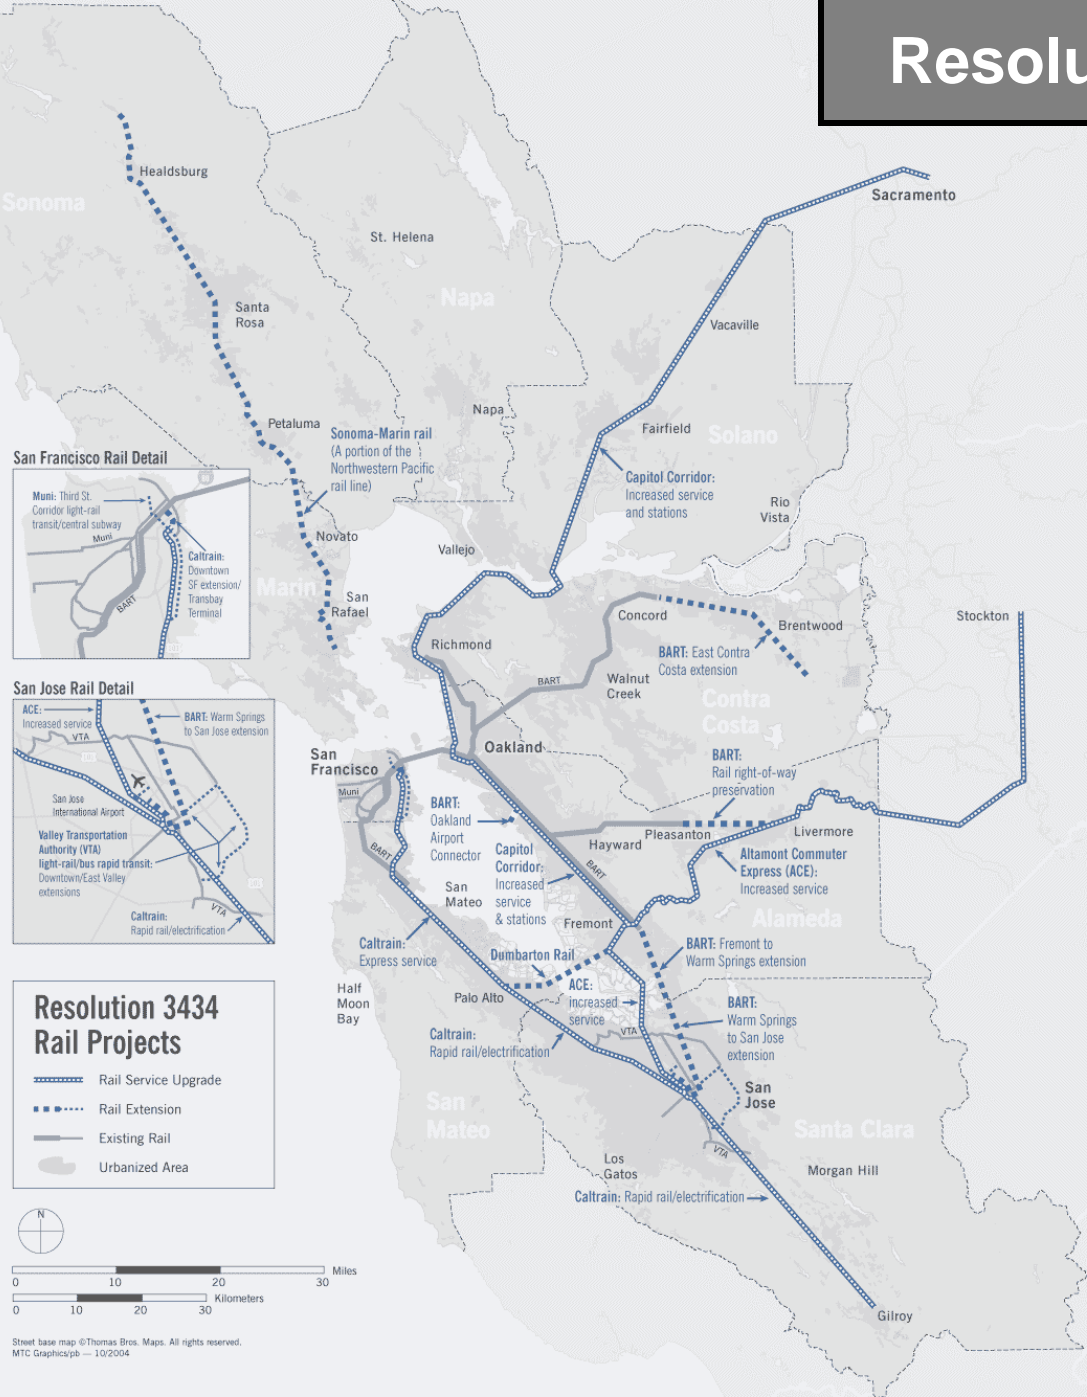 Resolu
Healdsburg
Sonoma
Sacramento
St. Helena
Napa
Santa
Rosa
Vacaville
Napa
Petaluma
Sonoma-Marin rail
(A portion of the
Northwestern Pacific
rail line)
Fairfield
Solano
Capitol Corridor:
Increased service
and stations
Rio
Vista
San Francisco Rail Detail
Muni: Third St.
Corridor light-rail
transit/central subway
Muni
BART
Caltrain:
Downtown
SF extension/
Transbay
Terminal
Novato
Vallejo
Marin
San
Rafael
Concord
Brentwood
Stockton
Richmond
BART: East Contra
Costa extension
BART
Walnut
Creek
Contra
Costa
San Jose Rail Detail
ACE:
Increased service
BART: Warm Springs
to San Jose extension
VTA
San Jose
International Airport
Valley Transportation
Authority (VTA)
light-rail/bus rapid transit:
Downtown/East Valley
extensions
VTA
Caltrain:
Rapid rail/electrification
San
Francisco
Oakland
Muni
BART:
Rail right-of-way
preservation
BART:
Oakland
Airport
Connector
Pleasanton
Livermore
Hayward
BART
BART
Capitol
Corridor:
Increased
service
& stations
Altamont Commuter
Express (ACE):
Increased service
San
Mateo
Alameda
Fremont
Caltrain:
Express service
Dumbarton Rail
BART: Fremont to
Warm Springs extension
Half
Moon
Bay
Palo Alto
ACE:
increased
service
BART:
Warm Springs
to San Jose
extension
Caltrain:
Rapid rail/electrification
VTA
San
Jose
San
Mateo
Santa Clara
VTA
Los
Gatos
Morgan Hill
Caltrain: Rapid rail/electrification
Gilroy
Resolution 3434
Rail Projects
Rail Service Upgrade
Rail Extension
Existing Rail
Urbanized Area
N
Miles
0 10 20 30
Kilometers
0 10 20 30
Street base map ©Thomas Bros. Maps. All rights reserved.
MTC Graphics/pb — 10/2004